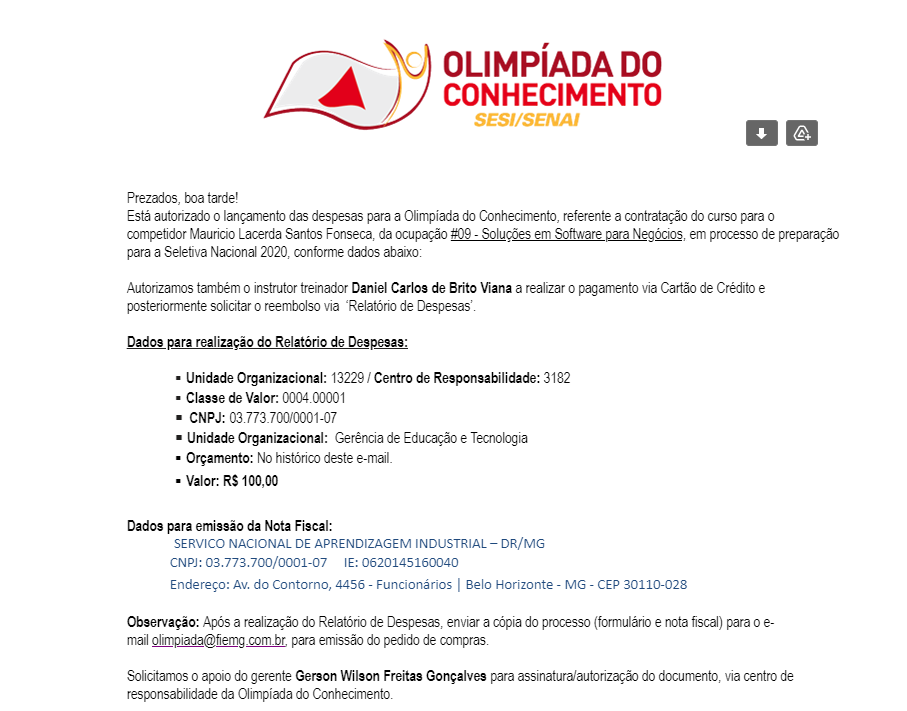 OLIMPÍADA DO
CONHECIMENTO
SESI/SENAI
Prezados, boa tarde!
Está autorizado o lançamento das despesas para a Olimpíada do Conhecimento, referente a contratação do curso para o
competidor Mauricio Lacerda Santos Fonseca, da ocupação #09 - Soluções em Software para Negócios, em processo de preparação
para a Seletiva Nacional 2020, conforme dados abaixo:
Autorizamos também o instrutor treinador Daniel Carlos de Brito Viana a realizar o pagamento via Cartão de Crédito e
posteriormente solicitar o reembolso via ‘Relatório de Despesas’.
Dados para realização do Relatório de Despesas:
▪ Unidade Organizacional: 13229 / Centro de Responsabilidade: 3182
▪ Classe de Valor: 0004.00001
▪ CNPJ: 03.773.700/0001-07
▪ Unidade Organizacional: Gerência de Educação e Tecnologia
▪ Orçamento: No histórico deste e-mail.
▪ Valor: R$ 100,00
Dados para emissão da Nota Fiscal:
SERVICO NACIONAL DE APRENDIZAGEM INDUSTRIAL – DR/MG
CNPJ: 03.773.700/0001-07 IE: 0620145160040
Endereço: Av. do Contorno, 4456 - Funcionários | Belo Horizonte - MG - CEP 30110-028
Observação: Após a realização do Relatório de Despesas, enviar a cópia do processo (formulário e nota fiscal) para o e-
mail olimpiada@fiemg.com.br, para emissão do pedido de compras.
Solicitamos o apoio do gerente Gerson Wilson Freitas Gonçalves para assinatura/autorização do documento, via centro de
responsabilidade da Olimpíada do Conhecimento.